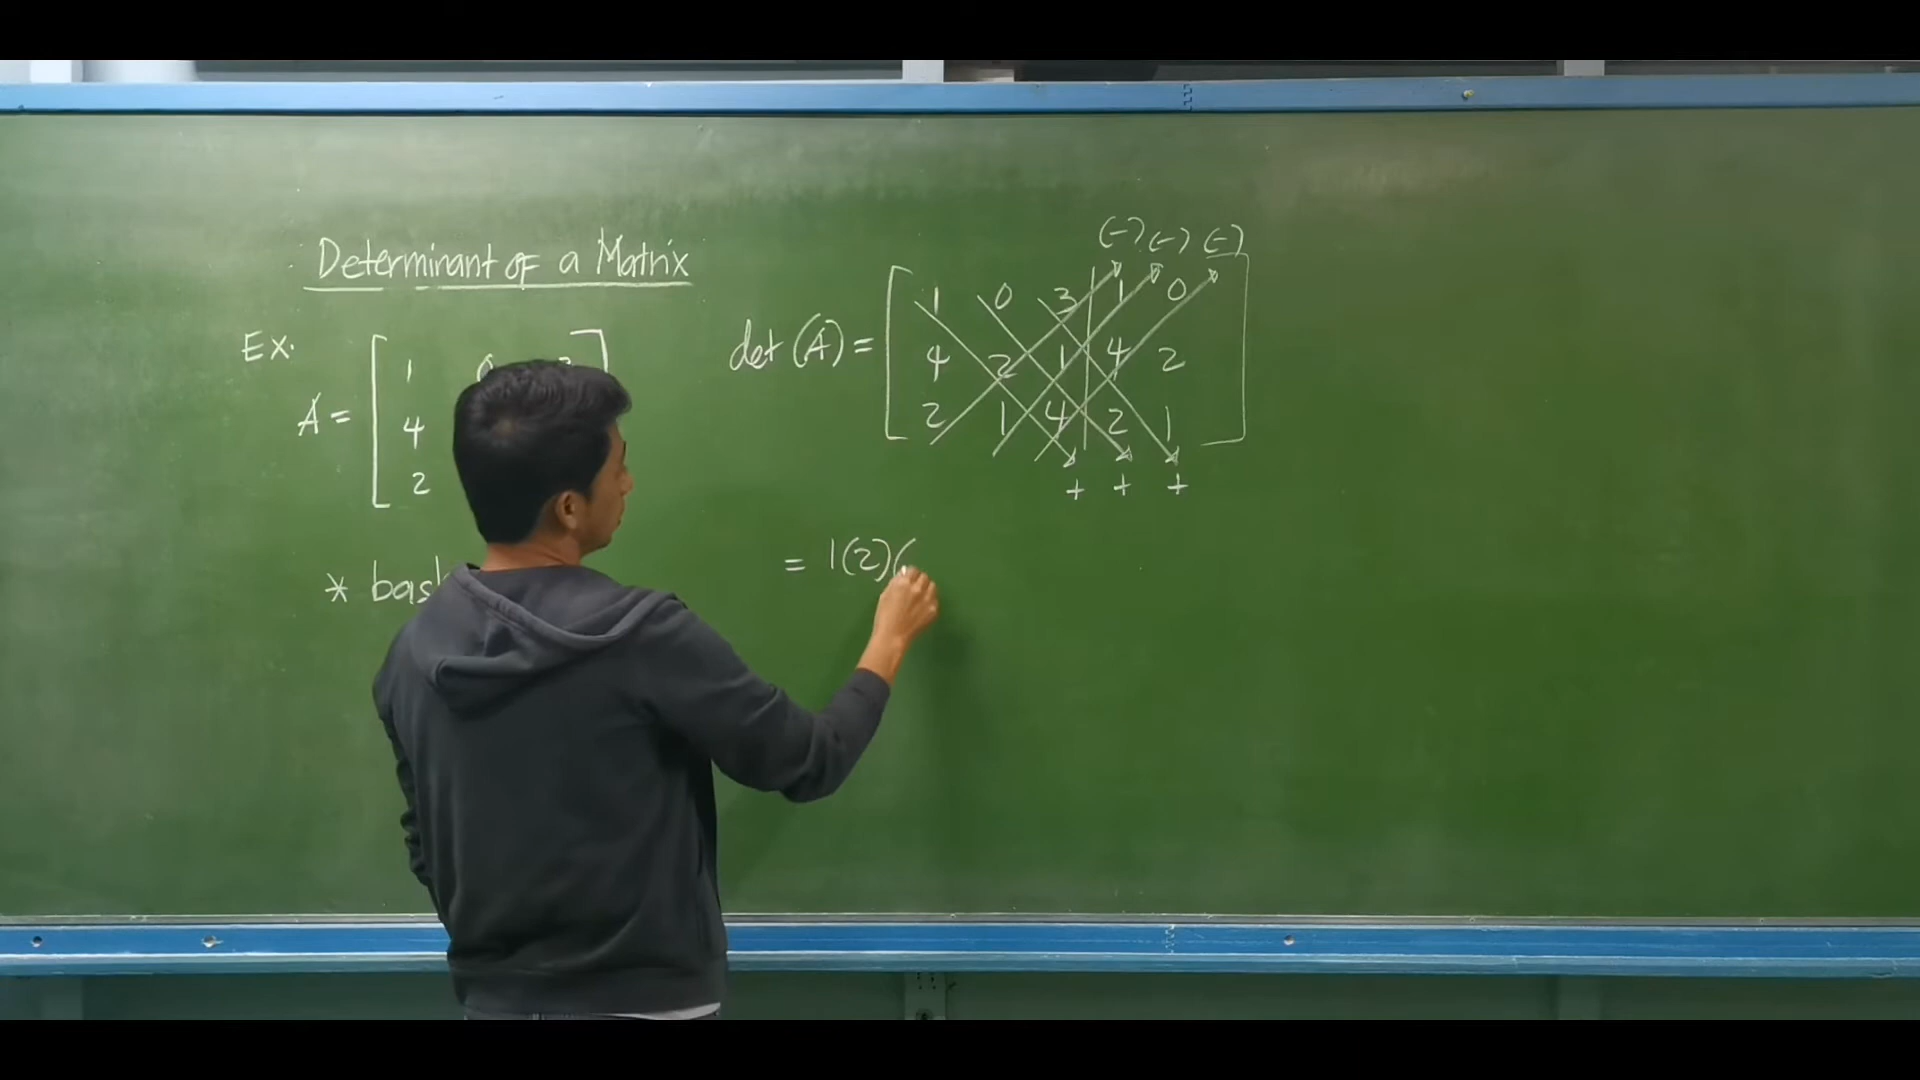 Determinant of a Matrix
Ex.
A = [ 1
4
2
* bas
(-) (-) (-)
det (A) = [ 1 0 3 | 1 0 ]
4 2 1 | 4 2
2 1 4 | 2 1
+ + +
= 1(2)(